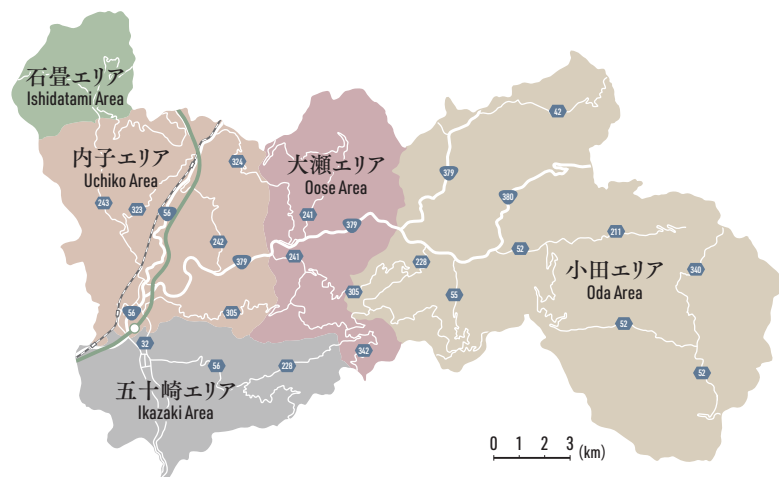 石畳エリア
Ishidatami Area
内子エリア
Uchiko Area
大瀬エリア
Oose Area
小田エリア
Oda Area
五十崎エリア
Ikazaki Area
42
324
379
380
243
323
56
241
379
211
242
52
379
241
228
340
305
55
56
305
52
32
342
56
228
52
0 1 2 3 (km)